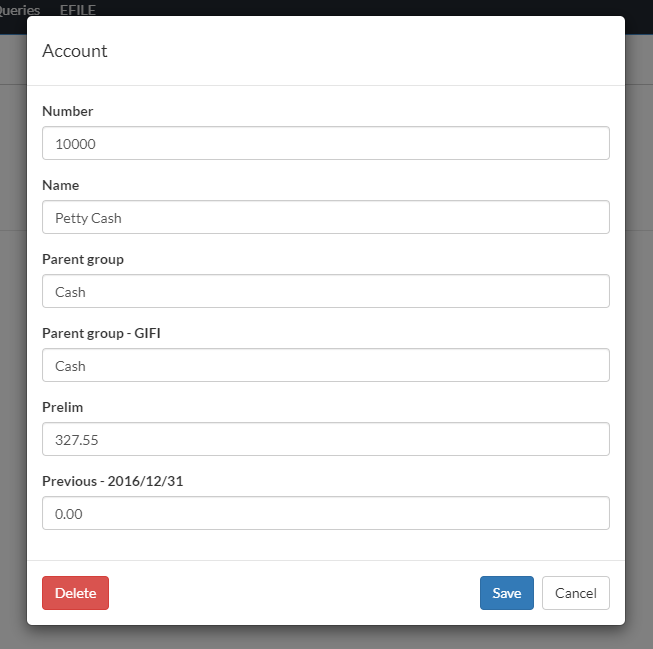 Queries EFILE
Account
Number
10000
Name
Petty Cash
Parent group
Cash
Parent group - GIFI
Cash
Prelim
327.55
Previous - 2016/12/31
0.00
Delete Save Cancel